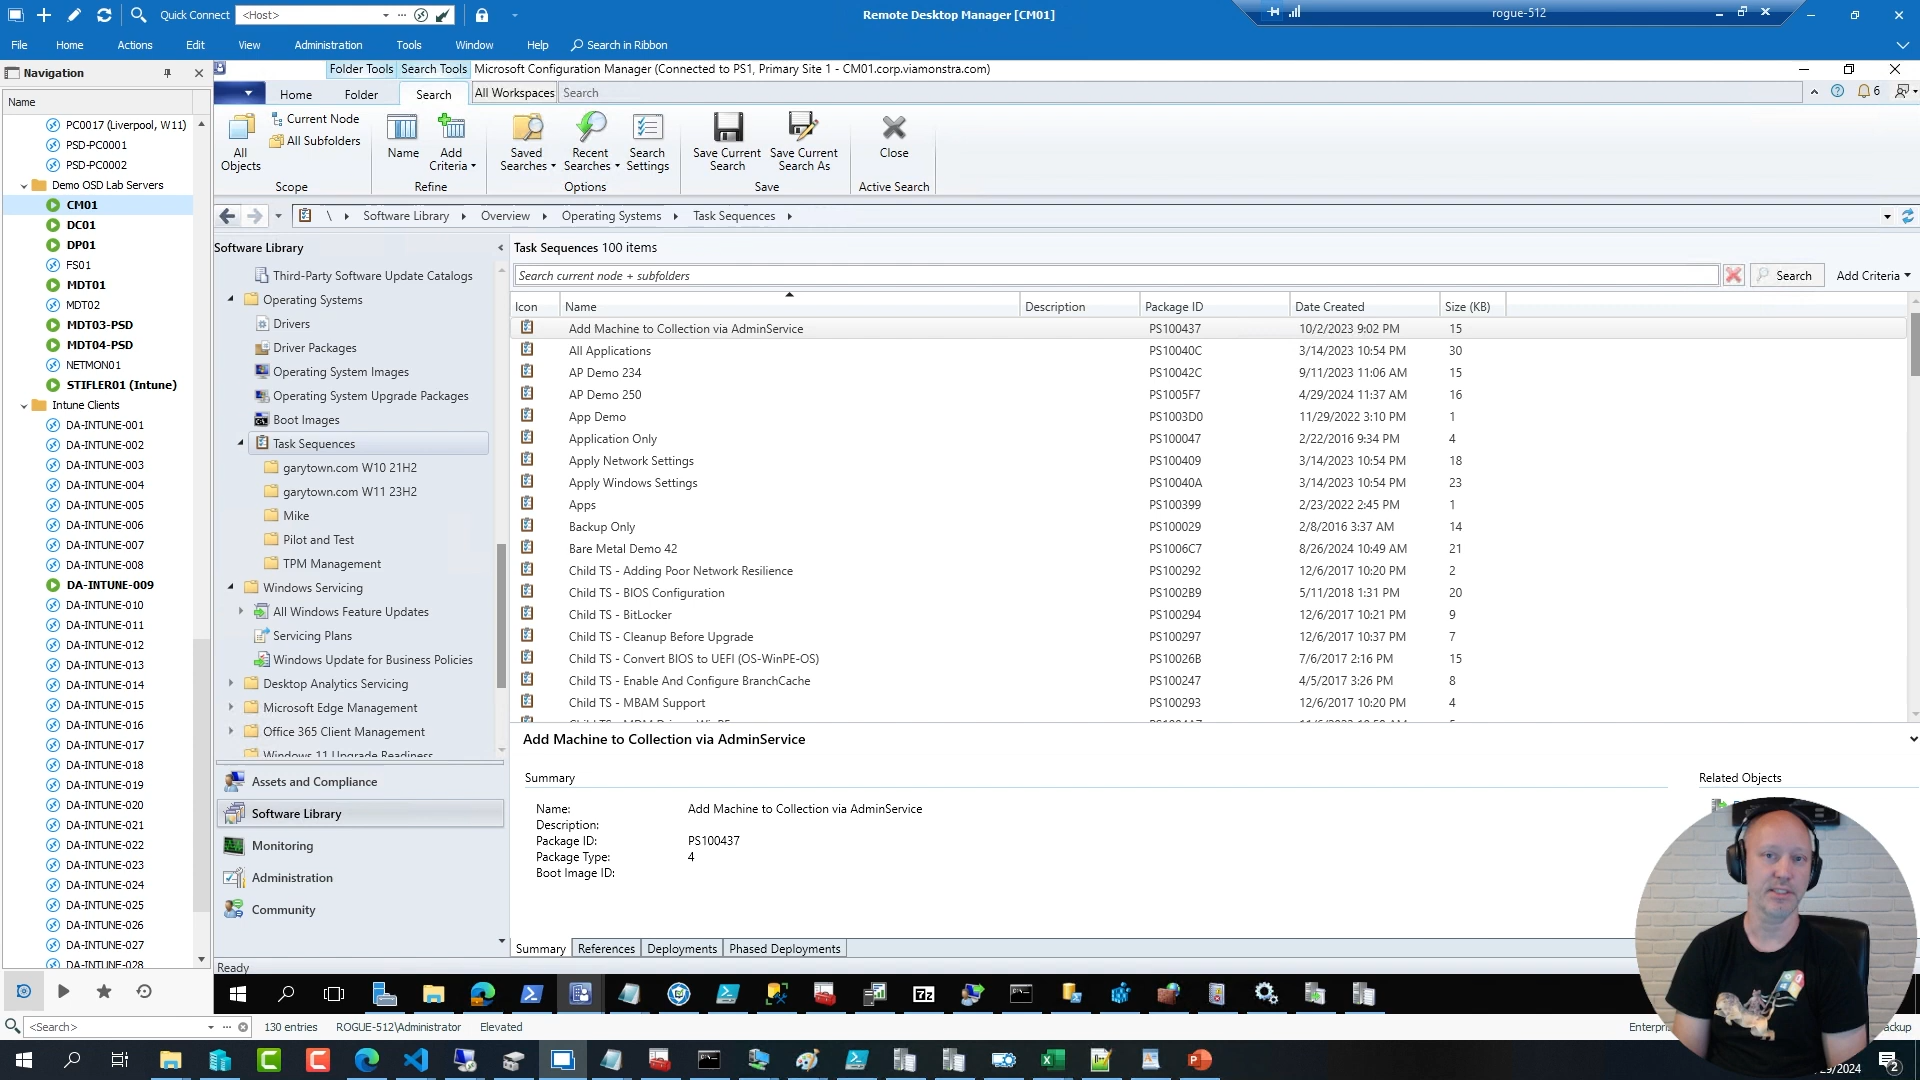 Quick Connect <Host>
Remote Desktop Manager [CM01]
rogue-512
File Home Actions Edit View Administration Tools Window Help Search in Ribbon
Navigation
Name
PC0017 (Liverpool, W11)
PSD-PC0001
PSD-PC0002
Demo OSD Lab Servers
CM01
DC01
DP01
FS01
MDT01
MDT02
MDT03-PSD
MDT04-PSD
NETMON01
STIFLER01 (Intune)
Intune Clients
DA-INTUNE-001
DA-INTUNE-002
DA-INTUNE-003
DA-INTUNE-004
DA-INTUNE-005
DA-INTUNE-006
DA-INTUNE-007
DA-INTUNE-008
DA-INTUNE-009
DA-INTUNE-010
DA-INTUNE-011
DA-INTUNE-012
DA-INTUNE-013
DA-INTUNE-014
DA-INTUNE-015
DA-INTUNE-016
DA-INTUNE-017
DA-INTUNE-018
DA-INTUNE-019
DA-INTUNE-020
DA-INTUNE-021
DA-INTUNE-022
DA-INTUNE-023
DA-INTUNE-024
DA-INTUNE-025
DA-INTUNE-026
DA-INTUNE-027
DA-INTUNE-028
Folder Tools Search Tools Microsoft Configuration Manager (Connected to PS1, Primary Site 1 - CM01.corp.viamonstra.com)
Home Folder Search All Workspaces Search
6
All Objects
Current Node
All Subfolders
Scope
Name
Add Criteria
Refine
Saved Searches
Recent Searches
Search Settings
Options
Save Current Search
Save Current Search As
Save
Close
Active Search
\ Software Library Overview Operating Systems Task Sequences
Software Library
Third-Party Software Update Catalogs
Operating Systems
Drivers
Driver Packages
Operating System Images
Operating System Upgrade Packages
Boot Images
Task Sequences
garytown.com W10 21H2
garytown.com W11 23H2
Mike
Pilot and Test
TPM Management
Windows Servicing
All Windows Feature Updates
Servicing Plans
Windows Update for Business Policies
Desktop Analytics Servicing
Microsoft Edge Management
Office 365 Client Management
Windows 11 Upgrade Readiness
Assets and Compliance
Software Library
Monitoring
Administration
Community
Task Sequences 100 items
Search current node + subfolders Search Add Criteria
Icon Name Description Package ID Date Created Size (KB)
Add Machine to Collection via AdminService PS100437 10/2/2023 9:02 PM 15
All Applications PS10040C 3/14/2023 10:54 PM 30
AP Demo 234 PS10042C 9/11/2023 11:06 AM 15
AP Demo 250 PS1005F7 4/29/2024 11:37 AM 16
App Demo PS1003D0 11/29/2022 3:10 PM 1
Application Only PS100047 2/22/2016 9:34 PM 4
Apply Network Settings PS100409 3/14/2023 10:54 PM 18
Apply Windows Settings PS10040A 3/14/2023 10:54 PM 23
Apps PS100399 2/23/2022 2:45 PM 1
Backup Only PS100029 2/8/2016 3:37 AM 14
Bare Metal Demo 42 PS1006C7 8/26/2024 10:49 AM 21
Child TS - Adding Poor Network Resilience PS100292 12/6/2017 10:20 PM 2
Child TS - BIOS Configuration PS1002B9 5/11/2018 1:31 PM 20
Child TS - BitLocker PS100294 12/6/2017 10:21 PM 9
Child TS - Cleanup Before Upgrade PS100297 12/6/2017 10:37 PM 7
Child TS - Convert BIOS to UEFI (OS-WinPE-OS) PS10026B 7/6/2017 2:16 PM 15
Child TS - Enable And Configure BranchCache PS100247 4/5/2017 3:26 PM 8
Child TS - MBAM Support PS100293 12/6/2017 10:20 PM 4
Add Machine to Collection via AdminService
Summary
Related Objects
Name: Add Machine to Collection via AdminService
Description:
Package ID: PS100437
Package Type: 4
Boot Image ID:
Summary References Deployments Phased Deployments
Ready
7z
<Search> 130 entries ROGUE-512\Administrator Elevated